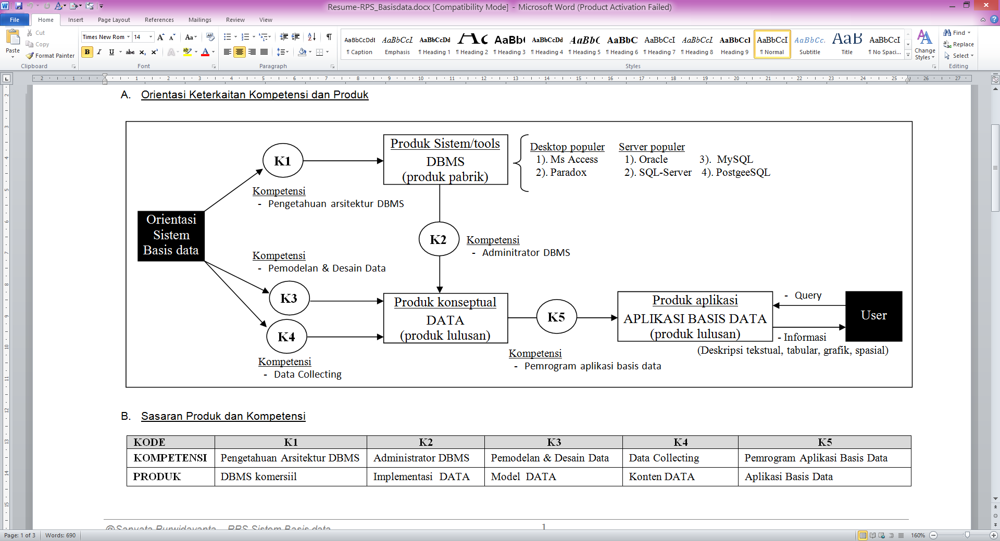 Resume-RPS_Basisdata.docx [Compatibility Mode] - Microsoft Word (Product Activation Failed)
File Home Insert Page Layout References Mailings Review View
Paste
Cut
Copy
Format Painter
Clipboard
Times New Rom 14
Font
Paragraph
AaBbCcDdE AaBbCcI AaBbCcDd AaBbCc AaBbCcDd AaBbC AaBbC AaBbCcI AaBbCcI AaBbCcI AaBbCcI AaBbCc AaB AaBbCcI
¶ Caption Emphasis ¶ Heading 1 ¶ Heading 2 ¶ Heading 3 ¶ Heading 4 ¶ Heading 5 ¶ Heading 6 ¶ Heading 7 ¶ Heading 8 Heading 9 ¶ Normal Subtitle Title ¶ No Spaci...
Styles
Change Styles
Find
Replace
Select
Editing
A. Orientasi Keterkaitan Kompetensi dan Produk
Orientasi
Sistem
Basis data
K1
Kompetensi
- Pengetahuan arsitektur DBMS
Produk Sistem/tools
DBMS
(produk pabrik)
Desktop populer Server populer
1). Ms Access 1). Oracle 3). MySQL
2). Paradox 2). SQL-Server 4). PostgeeSQL
K2
Kompetensi
- Adminitrator DBMS
Kompetensi
- Pemodelan & Desain Data
K3
K4
Kompetensi
- Data Collecting
Produk konseptual
DATA
(produk lulusan)
K5
Kompetensi
- Pemrogram aplikasi basis data
Produk aplikasi
APLIKASI BASIS DATA
(produk lulusan)
- Query
User
- Informasi
(Deskripsi tekstual, tabular, grafik, spasial)
B. Sasaran Produk dan Kompetensi
KODE K1 K2 K3 K4 K5
KOMPETENSI Pengetahuan Arsitektur DBMS Administrator DBMS Pemodelan & Desain Data Data Collecting Pemrogram Aplikasi Basis Data
PRODUK DBMS komersiil Implementasi DATA Model DATA Konten DATA Aplikasi Basis Data
@Sanyata Purwidayanta RPS Sistem Basis data 1
Page: 1 of 3 Words: 690 160%